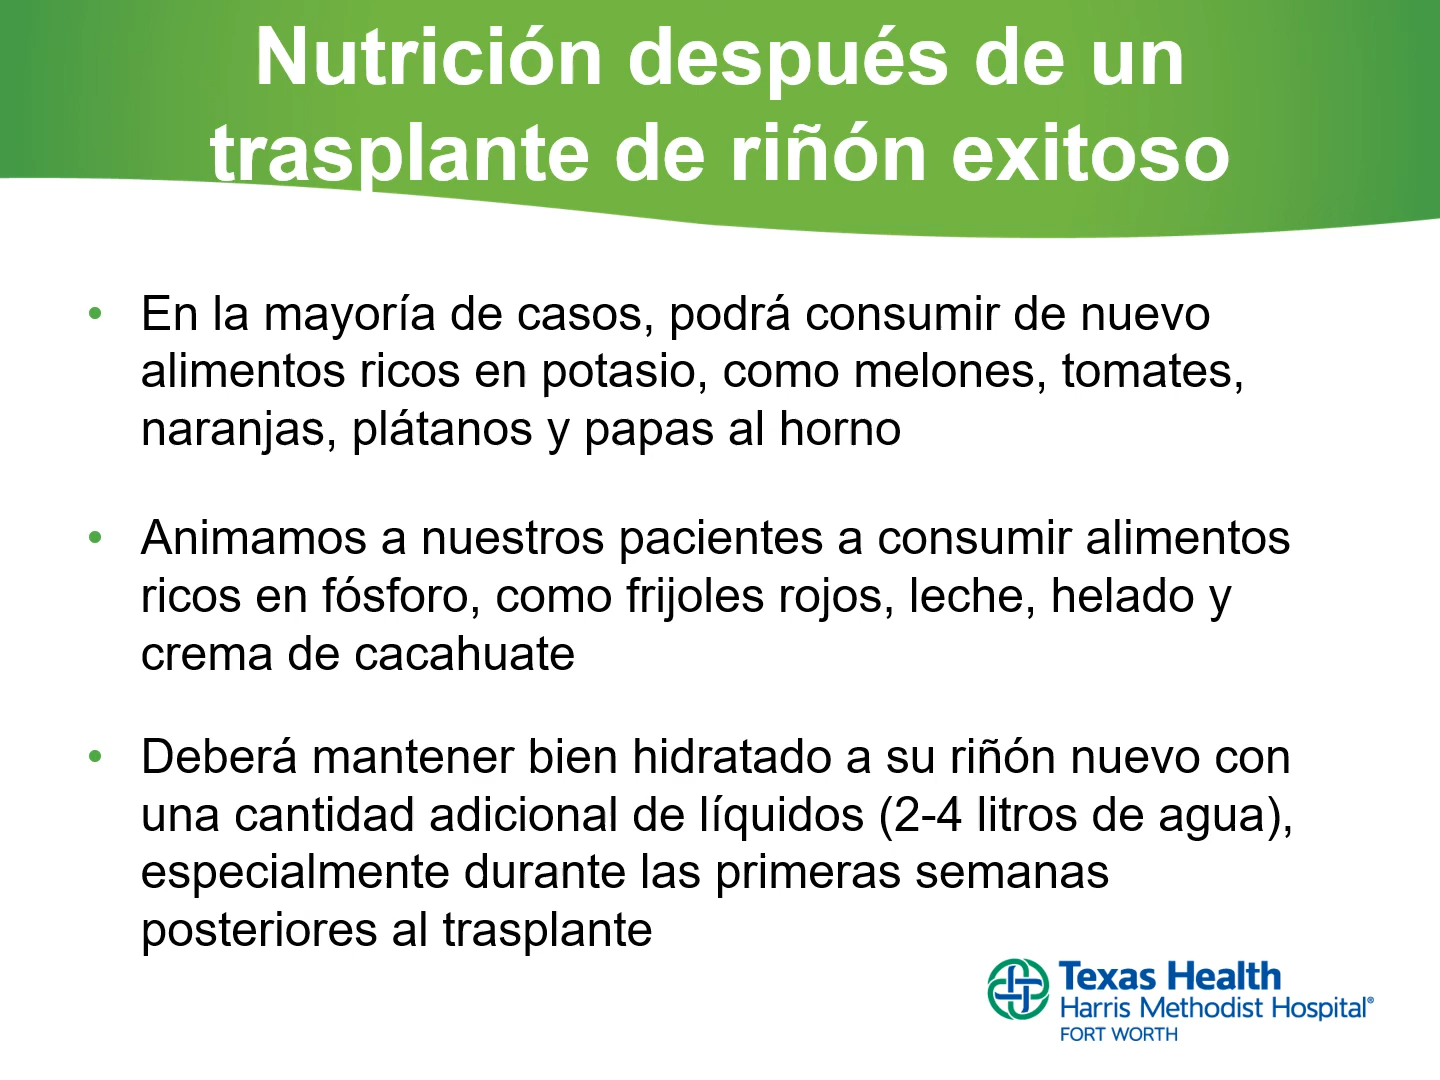 Nutrición después de un
trasplante de riñón exitoso
• En la mayoría de casos, podrá consumir de nuevo
alimentos ricos en potasio, como melones, tomates,
naranjas, plátanos y papas al horno
• Animamos a nuestros pacientes a consumir alimentos
ricos en fósforo, como frijoles rojos, leche, helado y
crema de cacahuate
• Deberá mantener bien hidratado a su riñón nuevo con
una cantidad adicional de líquidos (2-4 litros de agua),
especialmente durante las primeras semanas
posteriores al trasplante
Texas Health
Harris Methodist Hospital®
FORT WORTH